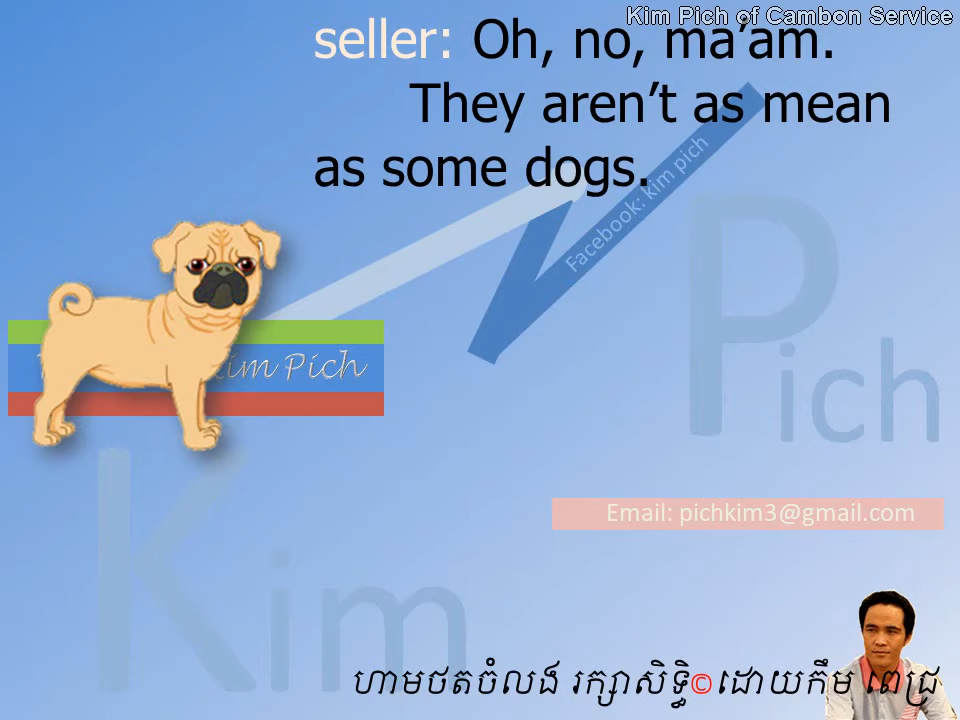 Kim Pich of Cambon Service
seller: Oh, no, ma’am.
They aren’t as mean
as some dogs.
Facebook: kim pich
Pich
Kim Pich
Email: pichkim3@gmail.com
Kim
ហាមថតចំលង រក្សាសិទ្ធិ©ដោយកឹម ពេជ្រ